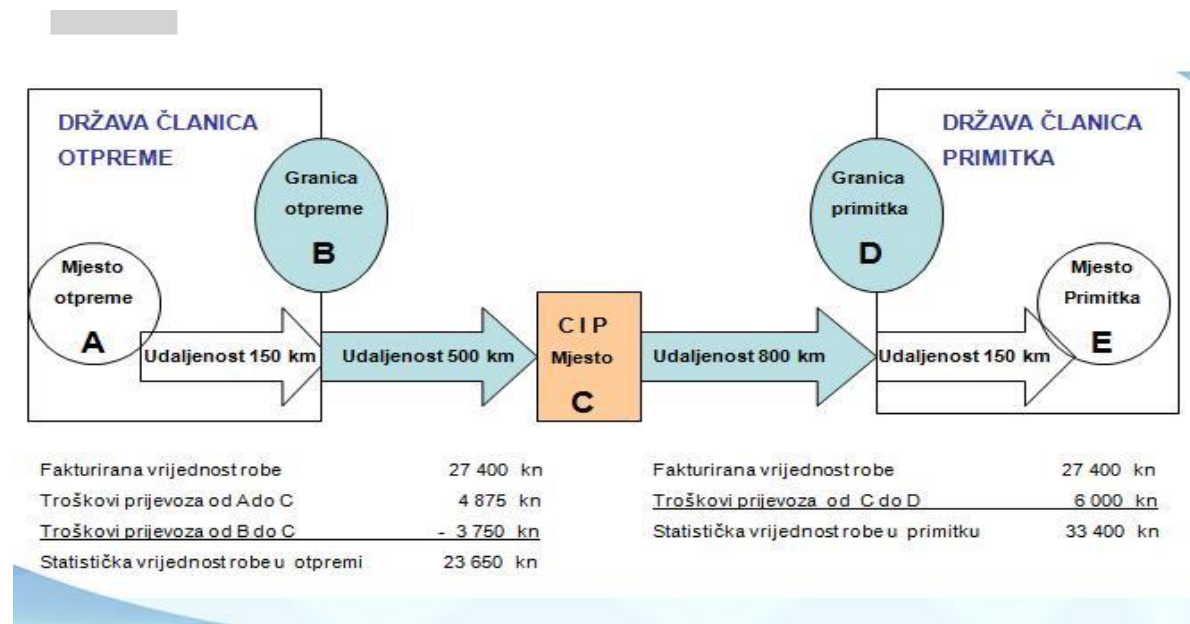 DRŽAVA ČLANICA
OTPREME
Granica
otpreme
B
Mjesto
otpreme
A
Udaljenost 150 km
Udaljenost 500 km
CIP
Mjesto
C
Udaljenost 800 km
DRŽAVA ČLANICA
PRIMITKA
Granica
primitka
D
Udaljenost 150 km
Mjesto
Primitka
E
Fakturirana vrijednost robe 27 400 kn
Troškovi prijevoza od A do C 4 875 kn
Troškovi prijevoza od B do C - 3 750 kn
Statistička vrijednost robe u otpremi 23 650 kn
Fakturirana vrijednost robe 27 400 kn
Troškovi prijevoza od C do D 6 000 kn
Statistička vrijednost robe u primitku 33 400 kn